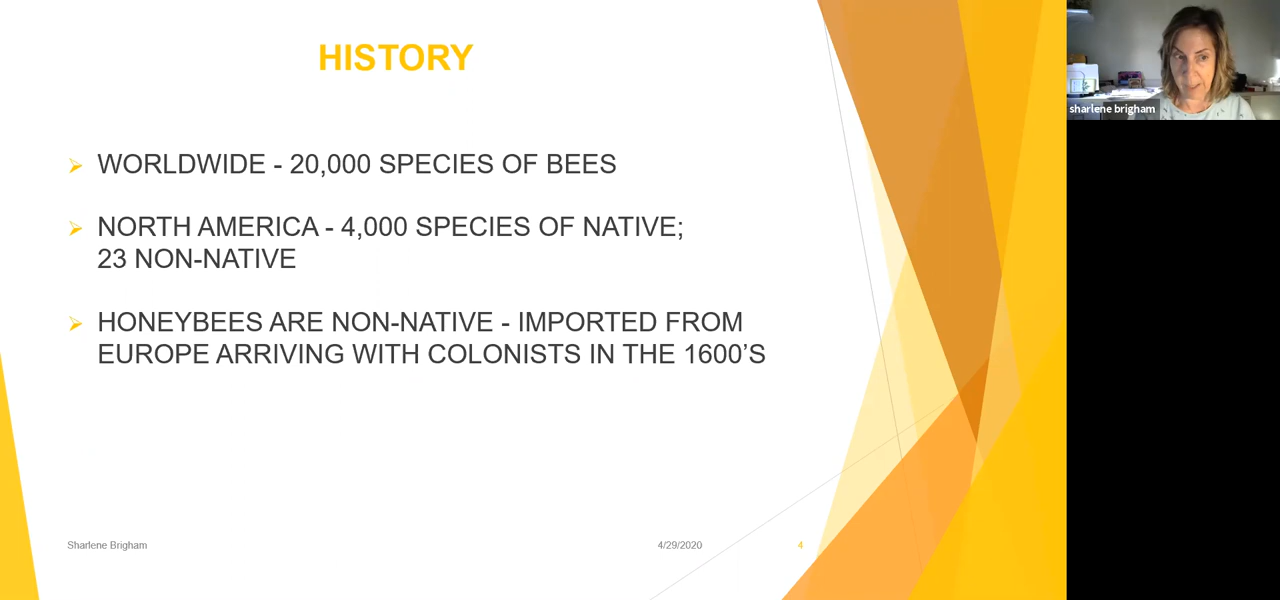 HISTORY
WORLDWIDE - 20,000 SPECIES OF BEES
NORTH AMERICA - 4,000 SPECIES OF NATIVE;
23 NON-NATIVE
HONEYBEES ARE NON-NATIVE - IMPORTED FROM
EUROPE ARRIVING WITH COLONISTS IN THE 1600’S
Sharlene Brigham
4/29/2020
4
sharlene brigham